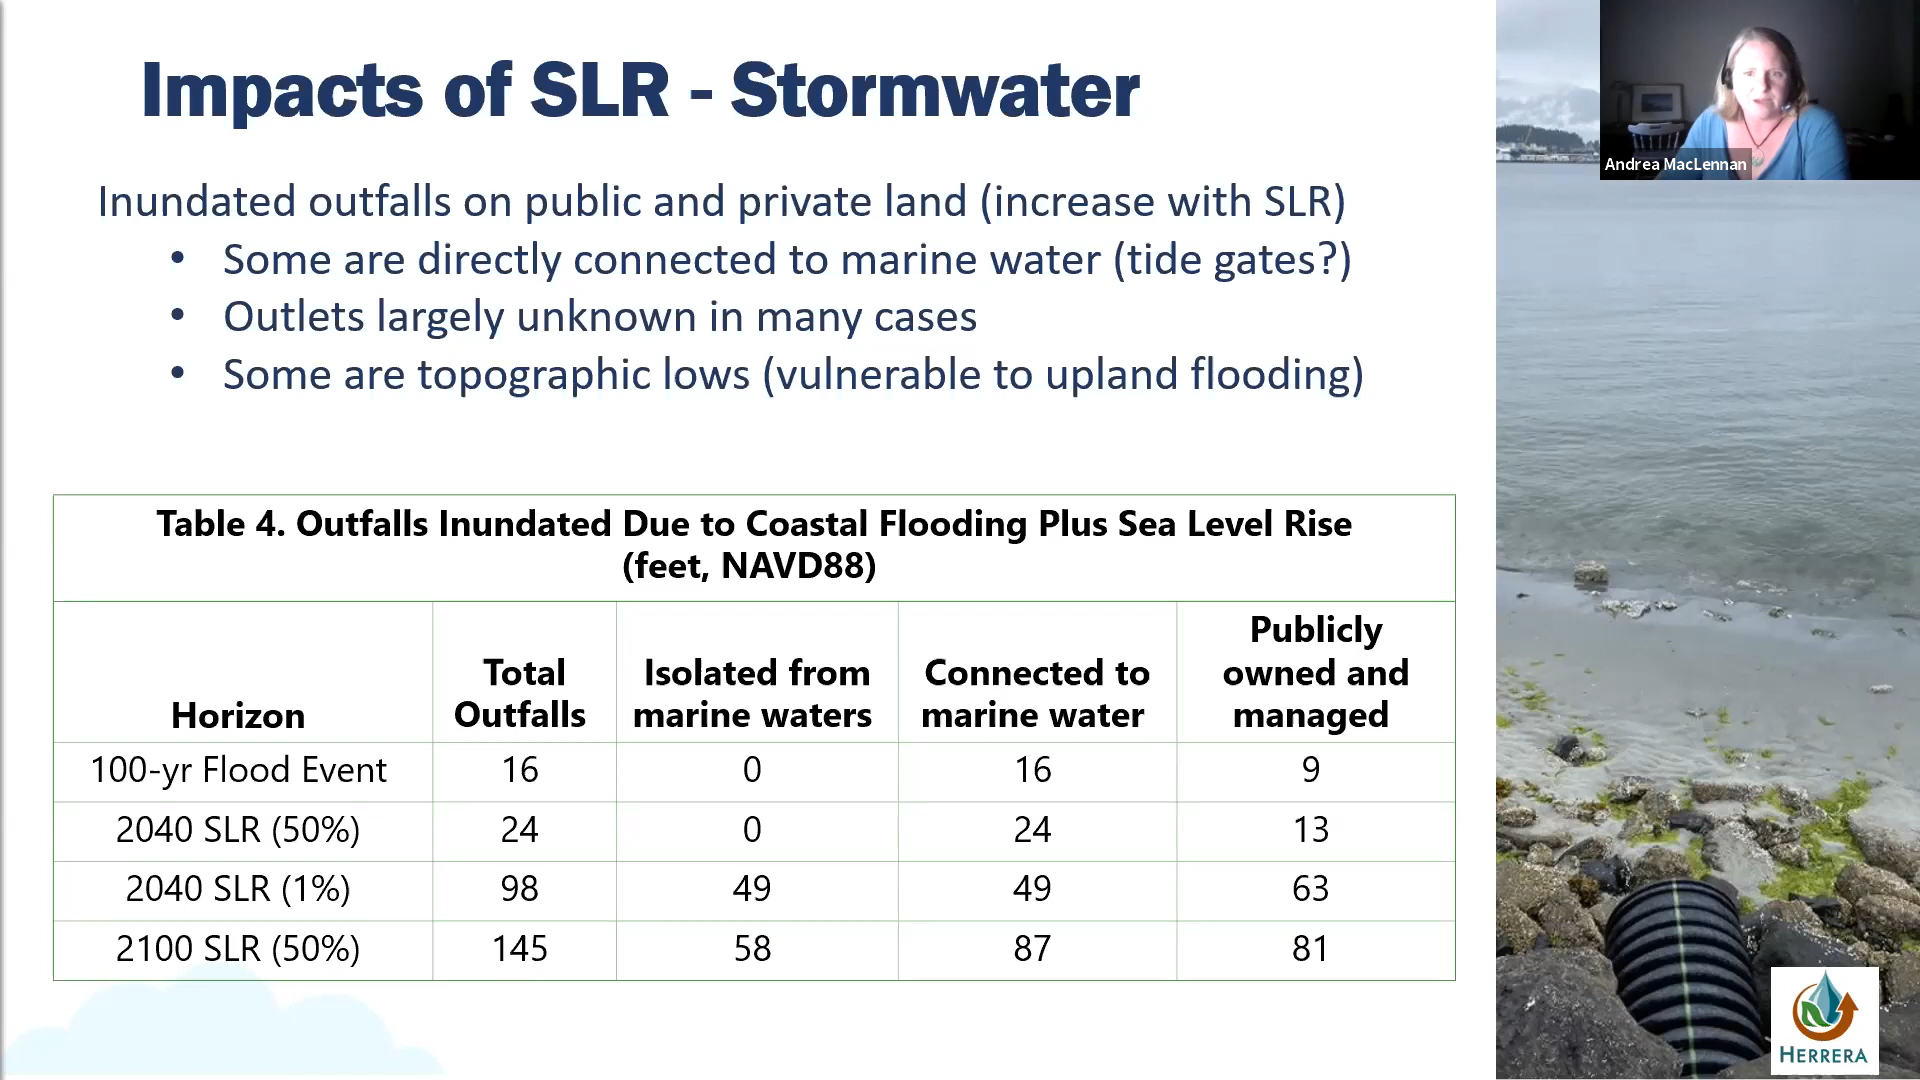 Impacts of SLR - Stormwater
Andrea MacLennan
Inundated outfalls on public and private land (increase with SLR)
• Some are directly connected to marine water (tide gates?)
• Outlets largely unknown in many cases
• Some are topographic lows (vulnerable to upland flooding)
Table 4. Outfalls Inundated Due to Coastal Flooding Plus Sea Level Rise
(feet, NAVD88)
Horizon
Total
Outfalls
Isolated from
marine waters
Connected to
marine water
Publicly
owned and
managed
100-yr Flood Event 16 0 16 9
2040 SLR (50%) 24 0 24 13
2040 SLR (1%) 98 49 49 63
2100 SLR (50%) 145 58 87 81
HERRERA